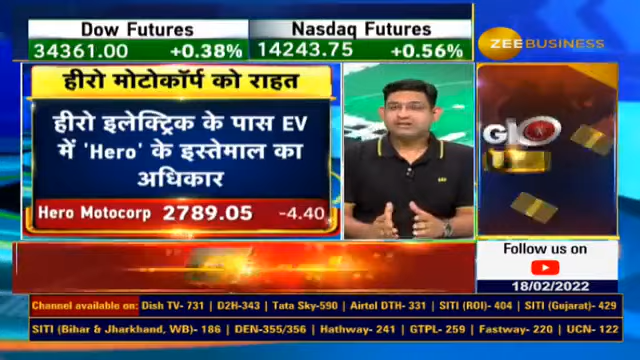 Dow Futures
34361.00 +0.38%
Nasdaq Futures
14243.75 +0.56%
ZEE BUSINESS
हीरो मोटोकॉर्प को राहत
हीरो इलेक्ट्रिक के पास EV
में 'Hero' के इस्तेमाल का
अधिकार
Hero Motocorp 2789.05 -4.40
Follow us on
18/02/2022
Channel available on: Dish TV- 731 | D2H-343 | Tata Sky-590 | Airtel DTH- 331 | SITI (ROI)- 404 | SITI (Gujarat)- 429
SITI (Bihar & Jharkhand, WB)- 186 | DEN-355/356 | Hathway- 241 | GTPL- 259 | Fastway- 220 | UCN- 122